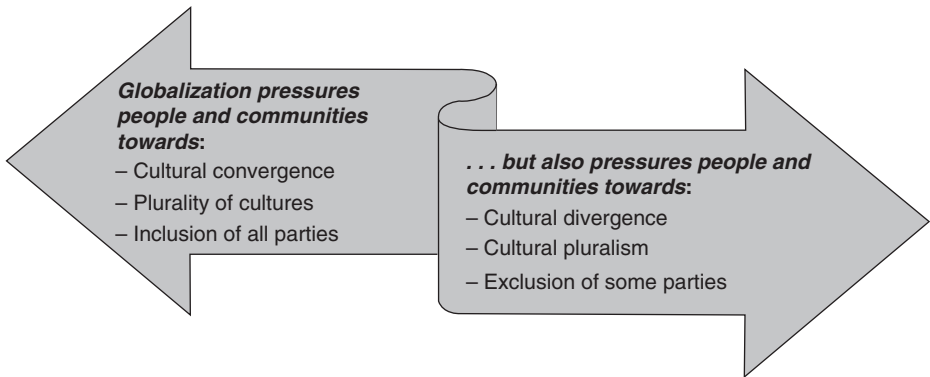 Globalization pressures
people and communities
towards:
– Cultural convergence
– Plurality of cultures
– Inclusion of all parties
. . . but also pressures people and
communities towards:
– Cultural divergence
– Cultural pluralism
– Exclusion of some parties